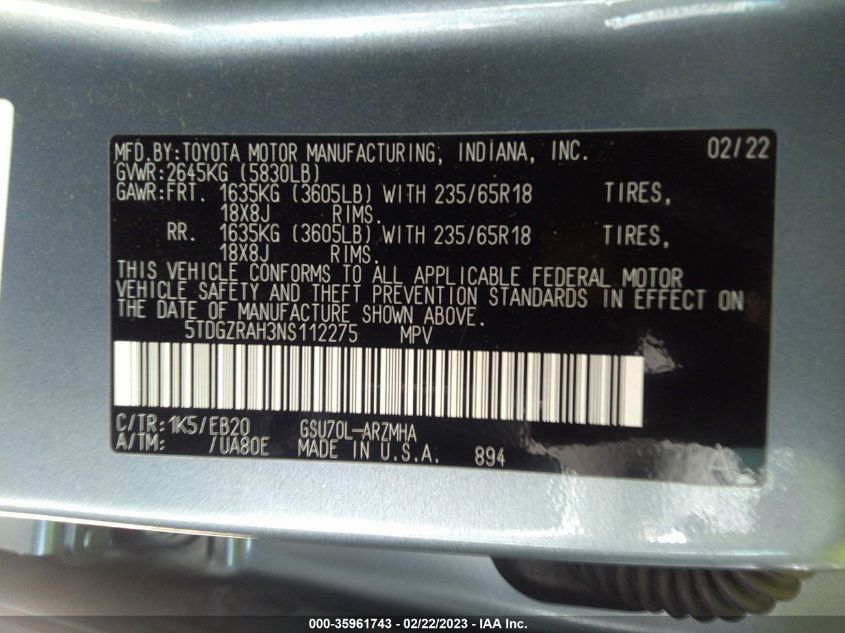 MFD.BY:TOYOTA MOTOR MANUFACTURING, INDIANA, INC. 02/22
GVWR:2645KG (5830LB)
GAWR:FRT. 1635KG (3605LB) WITH 235/65R18 TIRES,
18X8J RIMS.
RR. 1635KG (3605LB) WITH 235/65R18 TIRES,
18X8J RIMS.
THIS VEHICLE CONFORMS TO ALL APPLICABLE FEDERAL MOTOR
VEHICLE SAFETY AND THEFT PREVENTION STANDARDS IN EFFECT ON
THE DATE OF MANUFACTURE SHOWN ABOVE.
5TDGZRAH3NS112275 MPV
C/TR:1K5/EB20 GSU70L-ARZMHA
A/TM: /UA80E MADE IN U.S.A. 894
000-35961743 - 02/22/2023 - IAA Inc.